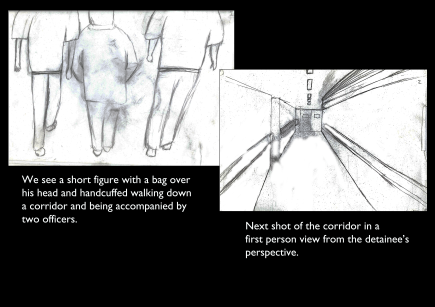 We see a short figure with a bag over
his head and handcuffed walking down
a corridor and being accompanied by
two officers.
Next shot of the corridor in a
first person view from the detainee's
perspective.